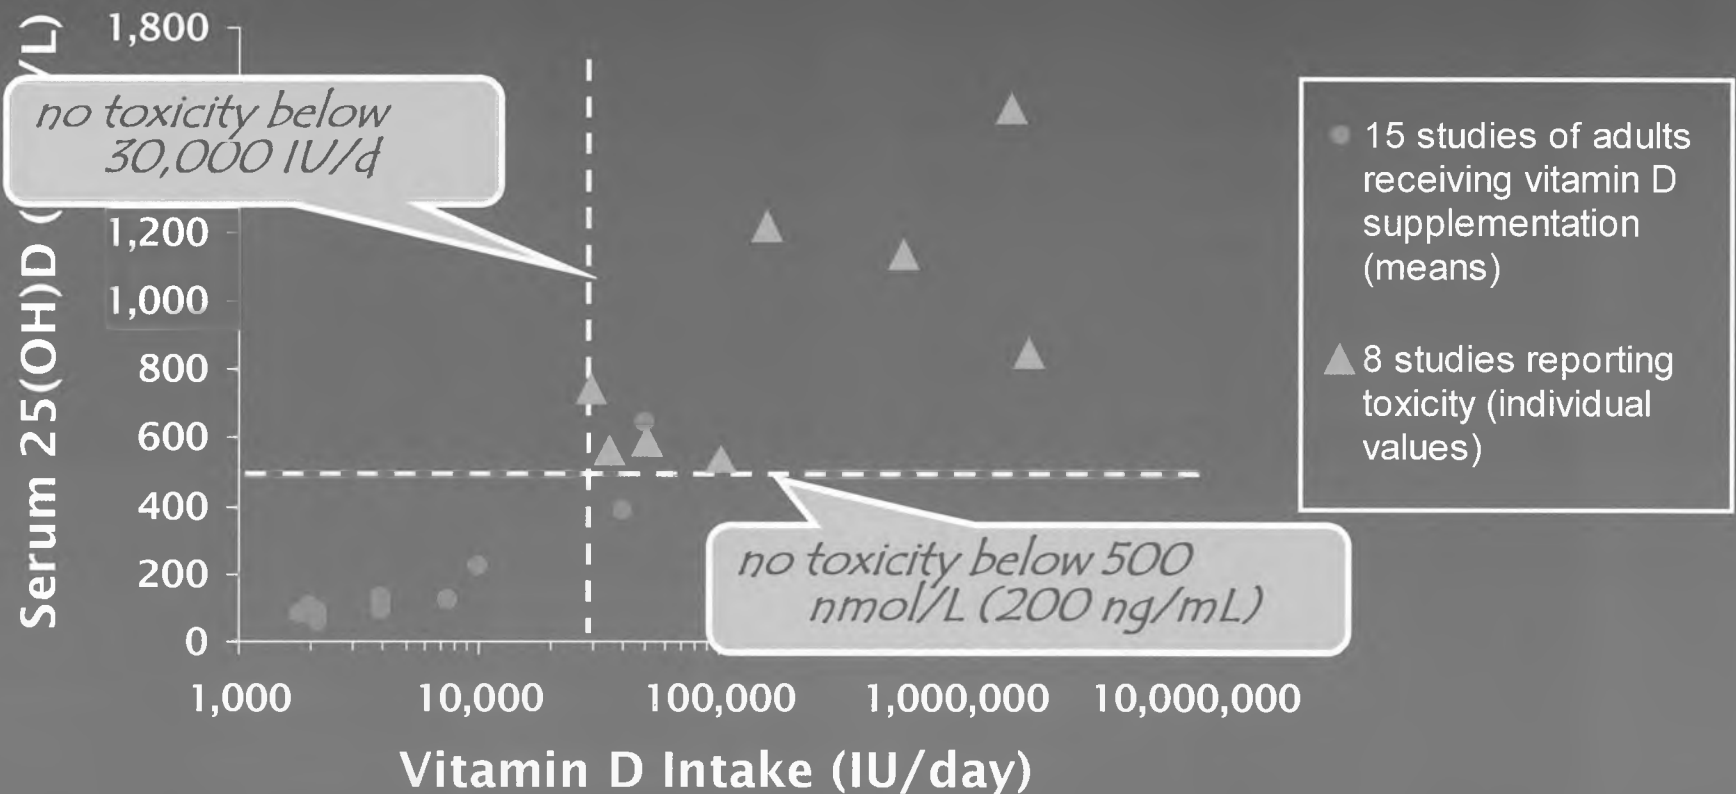 Serum 25(OH)D (
/L)
1,800
1,200
1,000
800
600
400
200
0
no toxicity below
30,000 IU/d
no toxicity below 500
nmol/L (200 ng/mL)
1,000
10,000
100,000
1,000,000
10,000,000
Vitamin D Intake (IU/day)
15 studies of adults
receiving vitamin D
supplementation
(means)
8 studies reporting
toxicity (individual
values)